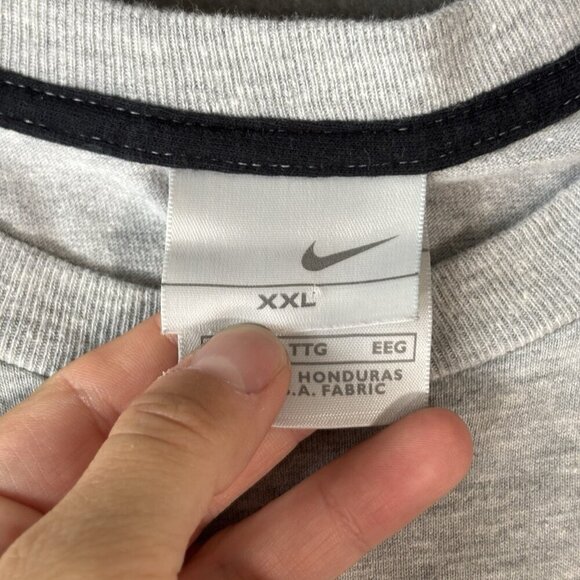 XXL
TTG EEG
HONDURAS
.A. FABRIC